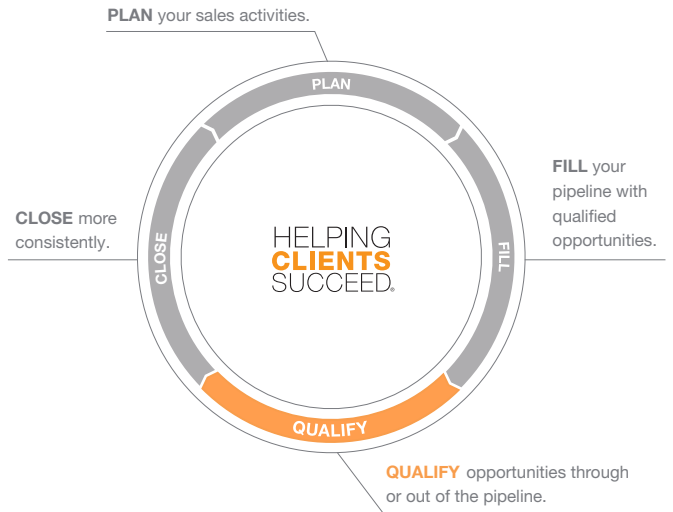 PLAN your sales activities.
PLAN
FILL your
pipeline with
qualified
opportunities.
FILL
CLOSE more
consistently.
CLOSE
HELPING
CLIENTS
SUCCEED®
QUALIFY
QUALIFY opportunities through
or out of the pipeline.